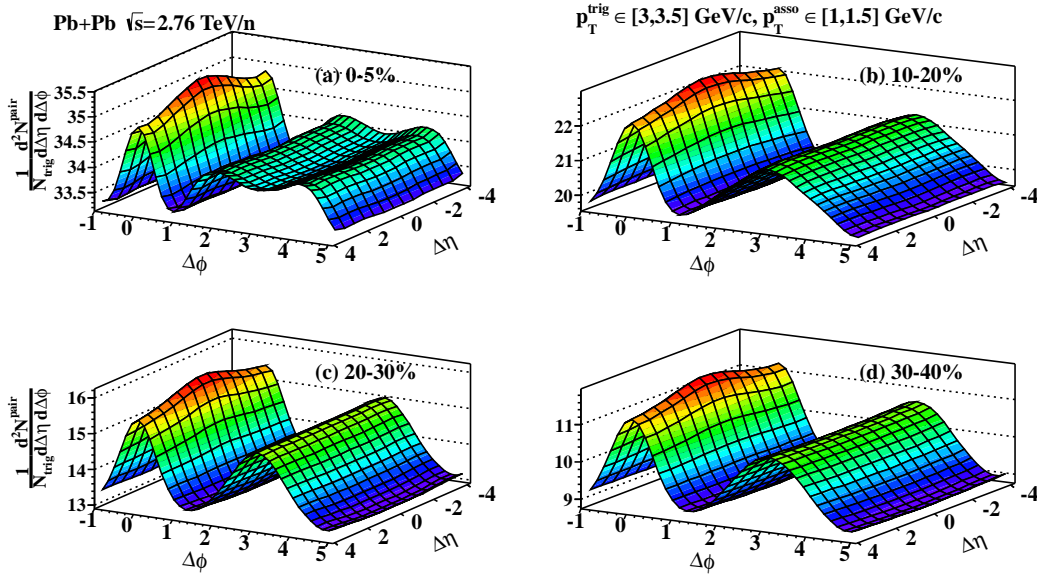 Pb+Pb √s=2.76 TeV/n
p_T^trig ∈ [3,3.5] GeV/c, p_T^asso ∈ [1,1.5] GeV/c
(a) 0-5%
1/N_trig d²N^pair/dΔη dΔφ
35.5
35
34.5
34
33.5
-1 0 1 2 3 4 5
Δφ
4 2 0 -2 -4
Δη
(b) 10-20%
22
21
20
-1 0 1 2 3 4 5
Δφ
4 2 0 -2 -4
Δη
(c) 20-30%
1/N_trig d²N^pair/dΔη dΔφ
16
15
14
13
-1 0 1 2 3 4 5
Δφ
4 2 0 -2 -4
Δη
(d) 30-40%
11
10
9
-1 0 1 2 3 4 5
Δφ
4 2 0 -2 -4
Δη